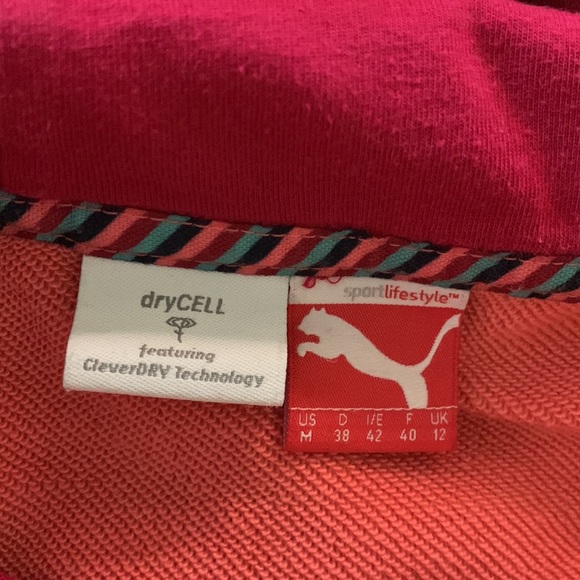 dryCELL
featuring
CleverDRY Technology
sportlifestyle™
US D I/E F UK
M 38 42 40 12